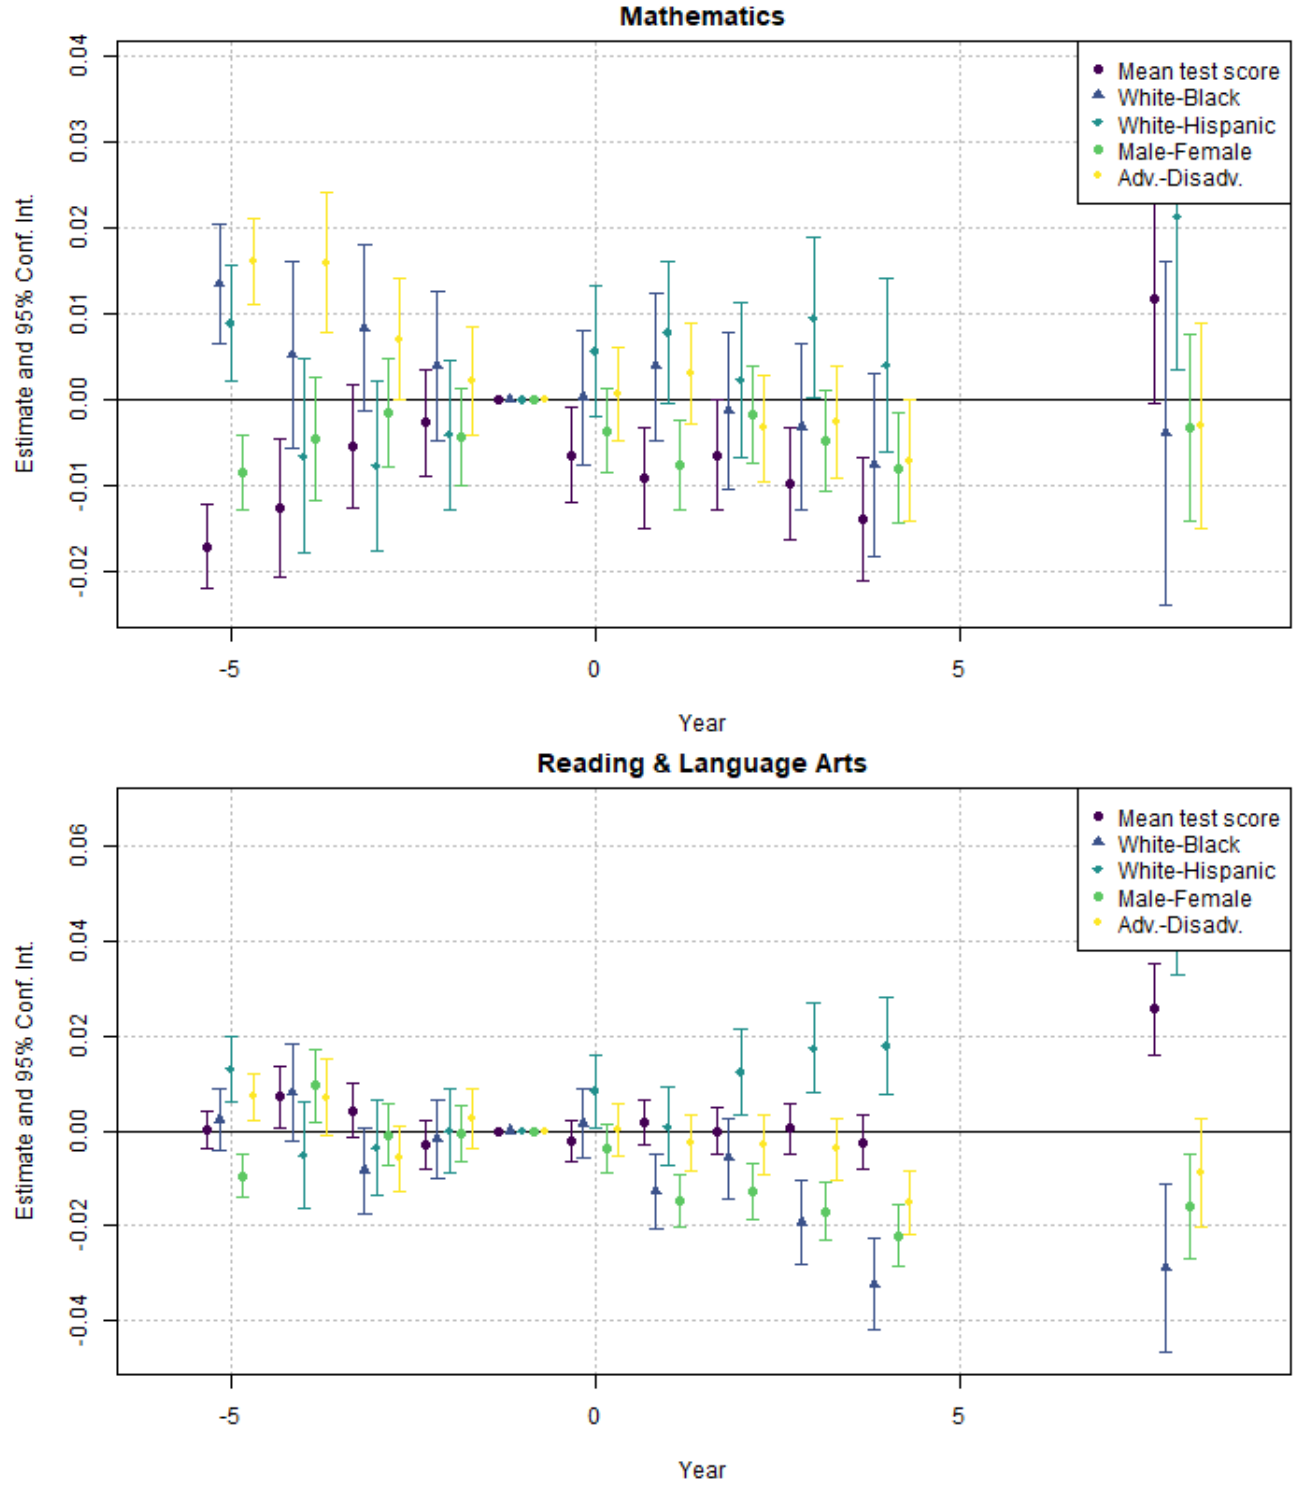 Mathematics
Estimate and 95% Conf. Int.
0.04
0.03
0.02
0.01
0.00
-0.01
-0.02
Mean test score
White-Black
White-Hispanic
Male-Female
Adv.-Disadv.
-5
0
5
Year
Reading & Language Arts
Estimate and 95% Conf. Int.
0.06
0.04
0.02
0.00
-0.02
-0.04
Mean test score
White-Black
White-Hispanic
Male-Female
Adv.-Disadv.
-5
0
5
Year